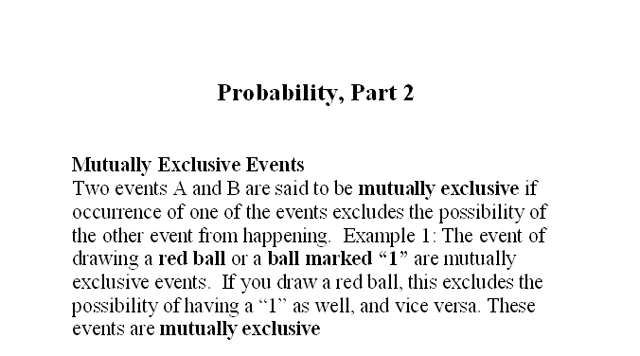 Probability, Part 2
Mutually Exclusive Events
Two events A and B are said to be mutually exclusive if
occurrence of one of the events excludes the possibility of
the other event from happening.  Example 1: The event of
drawing a red ball or a ball marked “1” are mutually
exclusive events.  If you draw a red ball, this excludes the
possibility of having a “1” as well, and vice versa. These
events are mutually exclusive